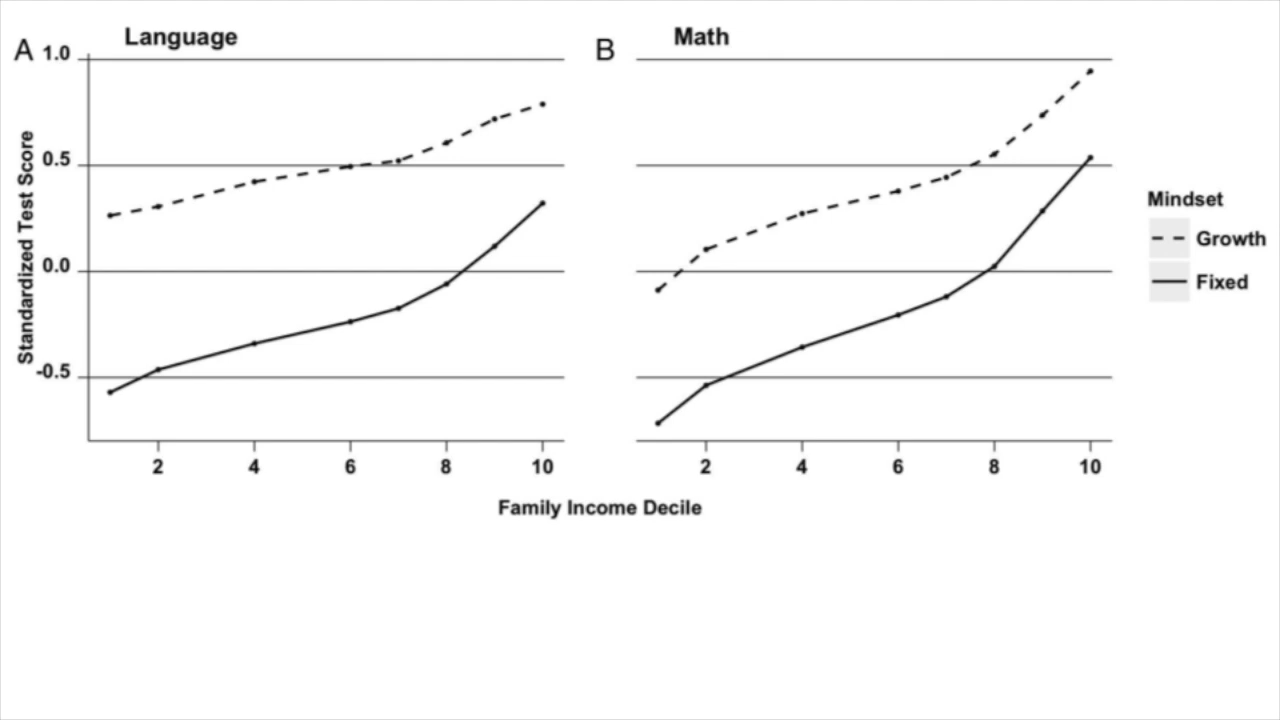 A
Language
1.0
0.5
0.0
-0.5
Standardized Test Score
2 4 6 8 10
B
Math
2 4 6 8 10
Family Income Decile
Mindset
Growth
Fixed